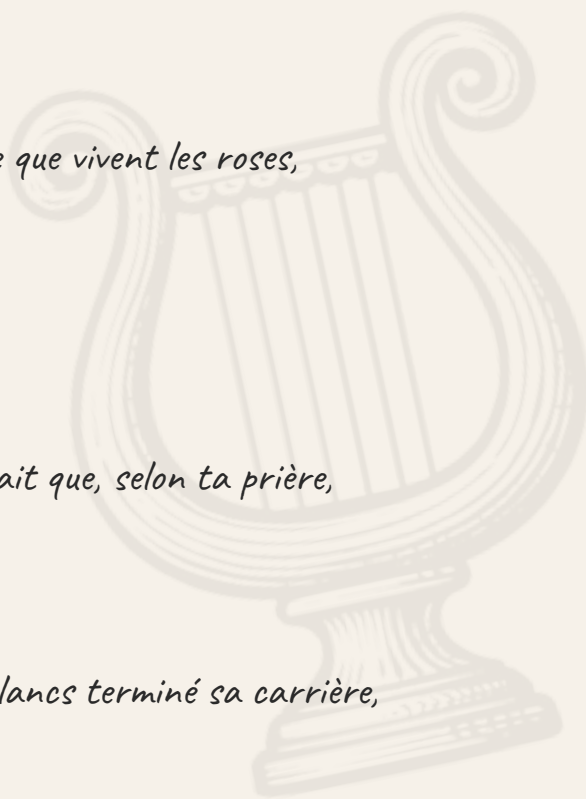 e que vivent les roses,
ait que, selon ta prière,
lancs terminé sa carrière,